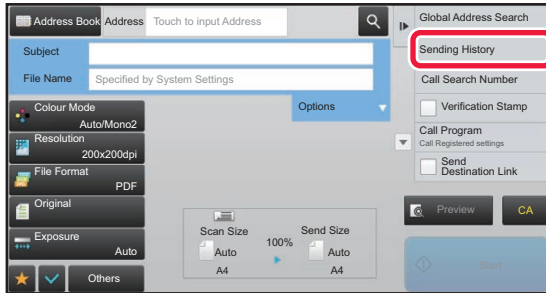 Address Book
Address
Touch to input Address
Subject
File Name
Specified by System Settings
Options
Colour Mode
Auto/Mono2
Resolution
200x200dpi
File Format
PDF
Original
Exposure
Auto
Others
Scan Size
Auto
A4
100%
Send Size
Auto
A4
Global Address Search
Sending History
Call Search Number
Verification Stamp
Call Program
Call Registered settings
Send
Destination Link
Preview
CA
Start